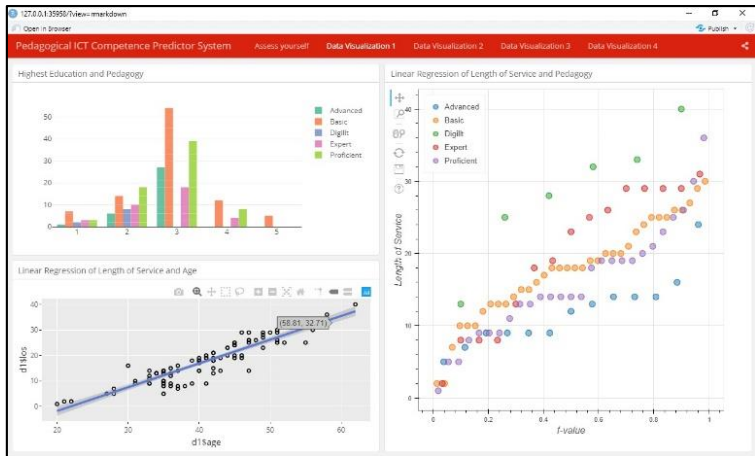 127.0.0.1:35958/?view=rmarkdown
Open in Browser
Publish
Pedagogical ICT Competence Predictor System
Assess yourself
Data Visualization 1
Data Visualization 2
Data Visualization 3
Data Visualization 4
Highest Education and Pedagogy
50
40
30
20
10
0
1
2
3
4
5
Advanced
Basic
Digilit
Expert
Proficient
Linear Regression of Length of Service and Age
d1$los
40
30
20
10
0
(58.81, 32.71)
20
30
40
50
60
d1$age
Linear Regression of Length of Service and Pedagogy
Advanced
Basic
Digilit
Expert
Proficient
Length of Service
40
30
20
10
0
0
0.2
0.4
0.6
0.8
1
f-value